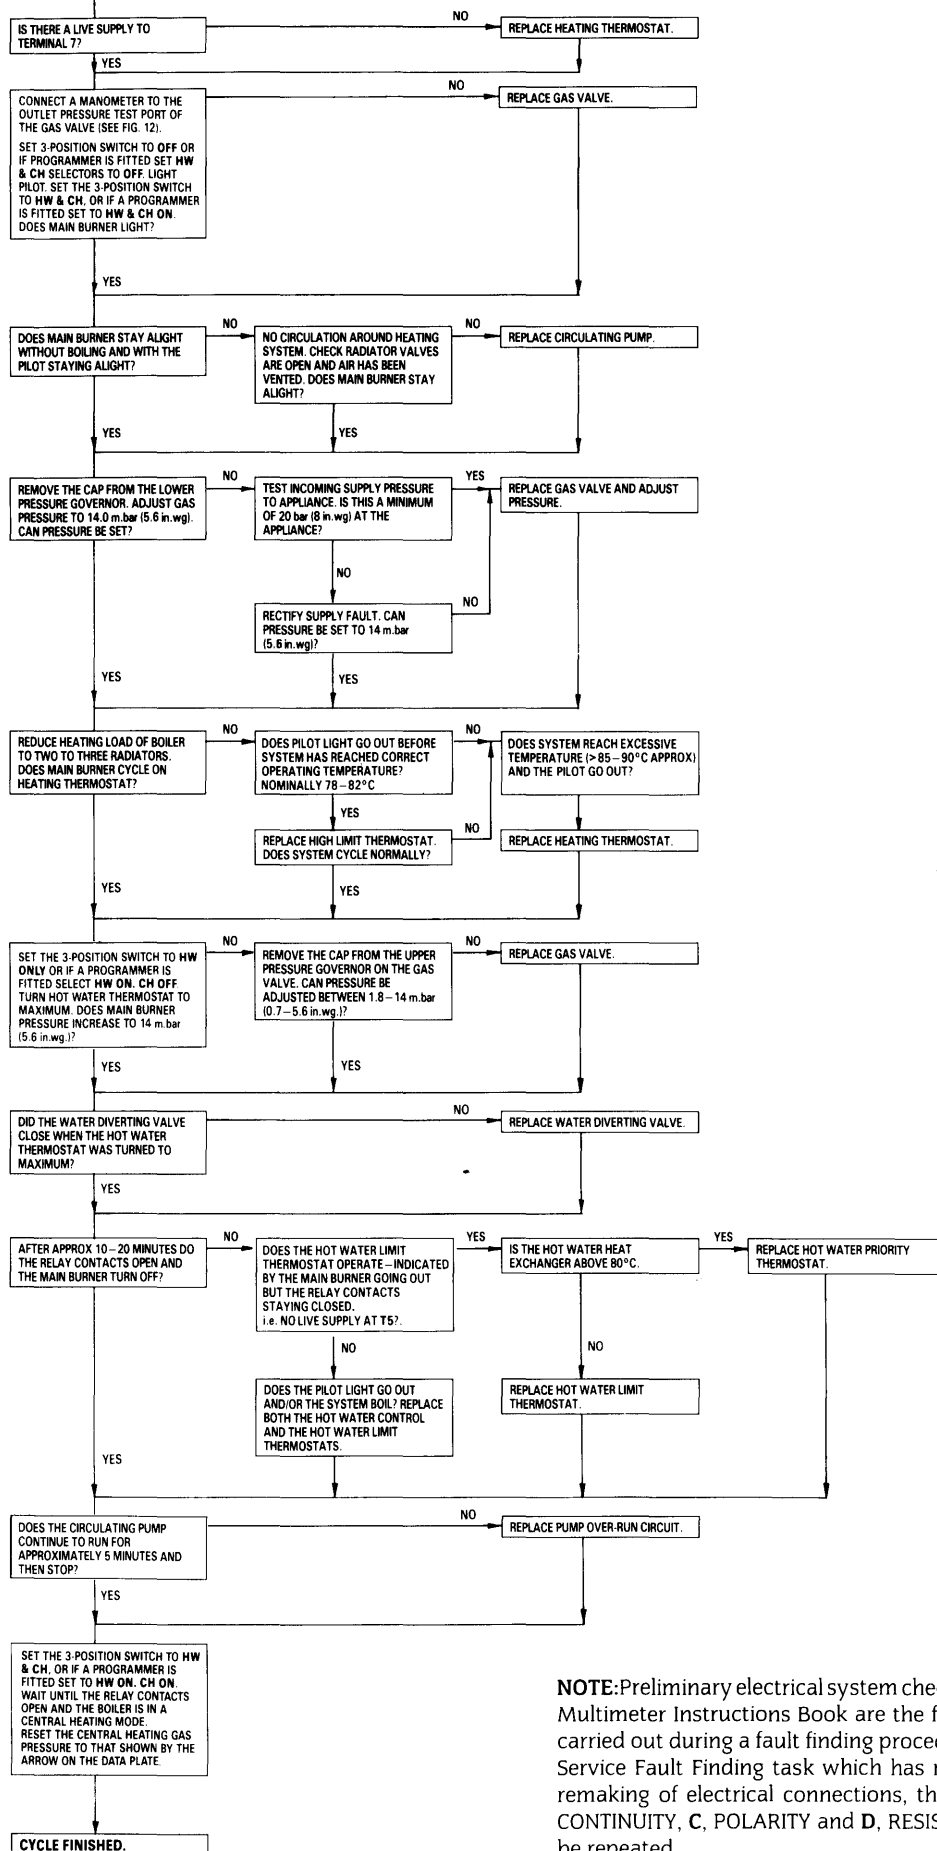 IS THERE A LIVE SUPPLY TO
TERMINAL 7?
NO
REPLACE HEATING THERMOSTAT.
YES
CONNECT A MANOMETER TO THE
OUTLET PRESSURE TEST PORT OF
THE GAS VALVE (SEE FIG. 12).
SET 3-POSITION SWITCH TO OFF OR
IF PROGRAMMER IS FITTED SET HW
& CH SELECTORS TO OFF. LIGHT
PILOT. SET THE 3-POSITION SWITCH
TO HW & CH, OR IF A PROGRAMMER
IS FITTED SET TO HW & CH ON.
DOES MAIN BURNER LIGHT?
NO
REPLACE GAS VALVE.
YES
DOES MAIN BURNER STAY ALIGHT
WITHOUT BOILING AND WITH THE
PILOT STAYING ALIGHT?
NO
NO CIRCULATION AROUND HEATING
SYSTEM. CHECK RADIATOR VALVES
ARE OPEN AND AIR HAS BEEN
VENTED. DOES MAIN BURNER STAY
ALIGHT?
NO
REPLACE CIRCULATING PUMP.
YES
YES
REMOVE THE CAP FROM THE LOWER
PRESSURE GOVERNOR. ADJUST GAS
PRESSURE TO 14.0 m.bar (5.6 in.wg).
CAN PRESSURE BE SET?
NO
TEST INCOMING SUPPLY PRESSURE
TO APPLIANCE. IS THIS A MINIMUM
OF 20 bar (8 in.wg) AT THE
APPLIANCE?
YES
REPLACE GAS VALVE AND ADJUST
PRESSURE.
NO
RECTIFY SUPPLY FAULT. CAN
PRESSURE BE SET TO 14 m.bar
(5.6 in.wg)?
NO
YES
YES
REDUCE HEATING LOAD OF BOILER
TO TWO TO THREE RADIATORS.
DOES MAIN BURNER CYCLE ON
HEATING THERMOSTAT?
NO
DOES PILOT LIGHT GO OUT BEFORE
SYSTEM HAS REACHED CORRECT
OPERATING TEMPERATURE?
NOMINALLY 78–82°C
NO
DOES SYSTEM REACH EXCESSIVE
TEMPERATURE (>85–90°C APPROX)
AND THE PILOT GO OUT?
YES
REPLACE HIGH LIMIT THERMOSTAT.
DOES SYSTEM CYCLE NORMALLY?
NO
REPLACE HEATING THERMOSTAT.
YES
YES
SET THE 3-POSITION SWITCH TO HW
ONLY OR IF A PROGRAMMER IS
FITTED SELECT HW ON. CH OFF.
TURN HOT WATER THERMOSTAT TO
MAXIMUM. DOES MAIN BURNER
PRESSURE INCREASE TO 14 m.bar
(5.6 in.wg.)?
NO
REMOVE THE CAP FROM THE UPPER
PRESSURE GOVERNOR ON THE GAS
VALVE. CAN PRESSURE BE
ADJUSTED BETWEEN 1.8–14 m.bar
(0.7–5.6 in.wg.)?
NO
REPLACE GAS VALVE.
YES
YES
DID THE WATER DIVERTING VALVE
CLOSE WHEN THE HOT WATER
THERMOSTAT WAS TURNED TO
MAXIMUM?
NO
REPLACE WATER DIVERTING VALVE.
YES
AFTER APPROX 10–20 MINUTES DO
THE RELAY CONTACTS OPEN AND
THE MAIN BURNER TURN OFF?
NO
DOES THE HOT WATER LIMIT
THERMOSTAT OPERATE–INDICATED
BY THE MAIN BURNER GOING OUT
BUT THE RELAY CONTACTS
STAYING CLOSED.
i.e. NO LIVE SUPPLY AT T5?.
YES
IS THE HOT WATER HEAT
EXCHANGER ABOVE 80°C.
YES
REPLACE HOT WATER PRIORITY
THERMOSTAT.
NO
NO
DOES THE PILOT LIGHT GO OUT
AND/OR THE SYSTEM BOIL? REPLACE
BOTH THE HOT WATER CONTROL
AND THE HOT WATER LIMIT
THERMOSTATS.
REPLACE HOT WATER LIMIT
THERMOSTAT.
YES
DOES THE CIRCULATING PUMP
CONTINUE TO RUN FOR
APPROXIMATELY 5 MINUTES AND
THEN STOP?
NO
REPLACE PUMP OVER-RUN CIRCUIT.
YES
SET THE 3-POSITION SWITCH TO HW
& CH, OR IF A PROGRAMMER IS
FITTED SET TO HW ON. CH ON.
WAIT UNTIL THE RELAY CONTACTS
OPEN AND THE BOILER IS IN A
CENTRAL HEATING MODE.
RESET THE CENTRAL HEATING GAS
PRESSURE TO THAT SHOWN BY THE
ARROW ON THE DATA PLATE.
CYCLE FINISHED.
NOTE:Preliminary electrical system che
Multimeter Instructions Book are the f
carried out during a fault finding proce
Service Fault Finding task which has
remaking of electrical connections, th
CONTINUITY, C, POLARITY and D, RESIS
be repeated